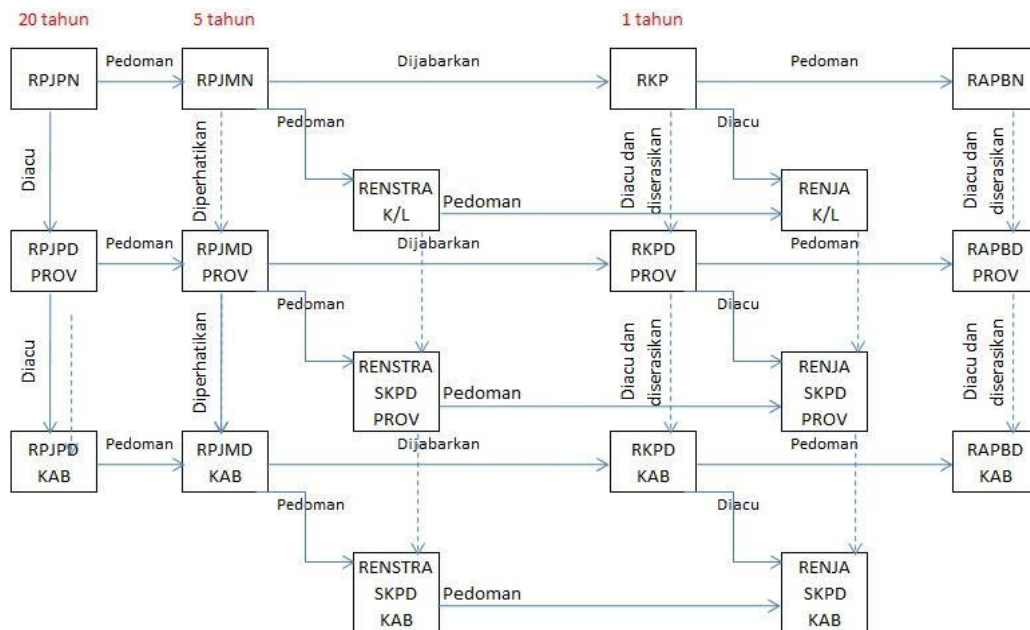 20 tahun
5 tahun
1 tahun
Pedoman
Dijabarkan
Pedoman
RPJPN
RPJMN
RKP
RAPBN
Pedoman
Diacu
Diacu
Diperhatikan
Diacu dan
diserasikan
Diacu dan
diserasikan
RENSTRA
K/L
Pedoman
RENJA
K/L
Pedoman
Dijabarkan
Pedoman
RPJPD
PROV
RPJMD
PROV
RKPD
PROV
RAPBD
PROV
Pedoman
Diacu
Diacu
Diperhatikan
Diacu dan
diserasikan
Diacu dan
diserasikan
RENSTRA
SKPD
PROV
Pedoman
RENJA
SKPD
PROV
Pedoman
Dijabarkan
Pedoman
RPJPD
KAB
RPJMD
KAB
RKPD
KAB
RAPBD
KAB
Pedoman
Diacu
RENSTRA
SKPD
KAB
Pedoman
RENJA
SKPD
KAB